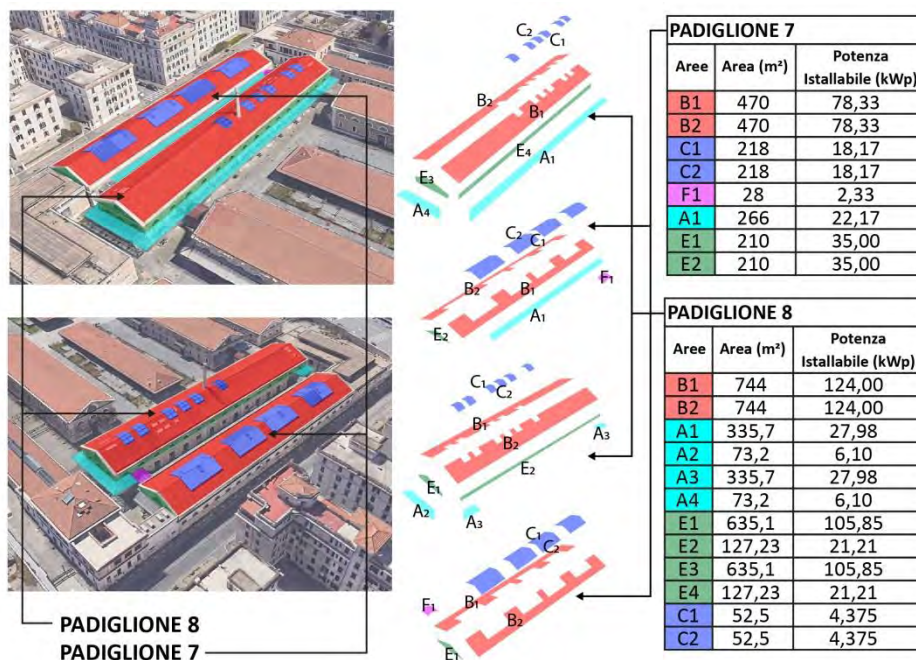 C2
C1
B2
B1
E4
A1
E3
A4
C2
C1
B2
B1
F1
A1
E2
C1
C2
B1
B2
A3
E2
E1
A2
A3
C1
C2
F1
B1
B2
E1
PADIGLIONE 8
PADIGLIONE 7
PADIGLIONE 7
Aree Area (m²) Potenza Istallabile (kWp)
B1 470 78,33
B2 470 78,33
C1 218 18,17
C2 218 18,17
F1 28 2,33
A1 266 22,17
E1 210 35,00
E2 210 35,00
PADIGLIONE 8
Aree Area (m²) Potenza Istallabile (kWp)
B1 744 124,00
B2 744 124,00
A1 335,7 27,98
A2 73,2 6,10
A3 335,7 27,98
A4 73,2 6,10
E1 635,1 105,85
E2 127,23 21,21
E3 635,1 105,85
E4 127,23 21,21
C1 52,5 4,375
C2 52,5 4,375